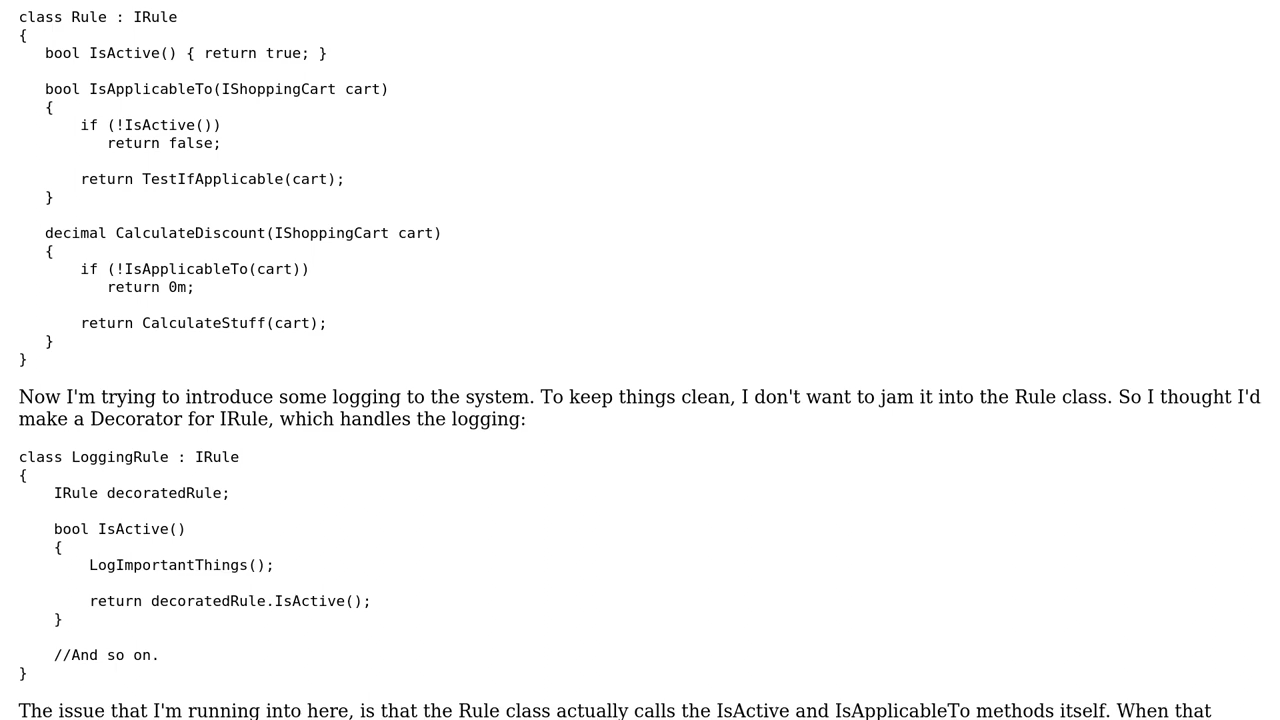 class Rule : IRule
{
   bool IsActive() { return true; }

   bool IsApplicableTo(IShoppingCart cart)
   {
       if (!IsActive())
          return false;

       return TestIfApplicable(cart);
   }

   decimal CalculateDiscount(IShoppingCart cart)
   {
       if (!IsApplicableTo(cart))
          return 0m;

       return CalculateStuff(cart);
   }
}
Now I'm trying to introduce some logging to the system. To keep things clean, I don't want to jam it into the Rule class. So I thought I'd
make a Decorator for IRule, which handles the logging:
class LoggingRule : IRule
{
    IRule decoratedRule;

    bool IsActive()
    {
        LogImportantThings();

        return decoratedRule.IsActive();
    }

    //And so on.
}
The issue that I'm running into here, is that the Rule class actually calls the IsActive and IsApplicableTo methods itself. When that